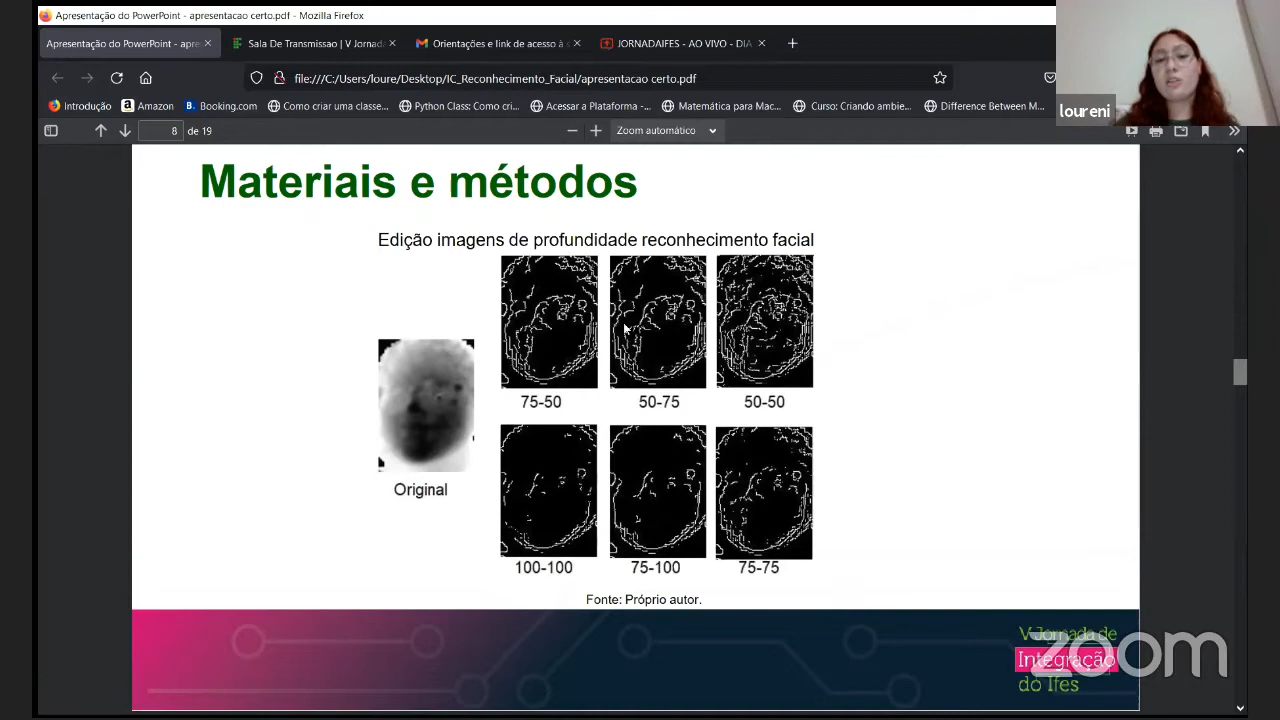 Apresentação do PowerPoint - apresentacao certo.pdf - Mozilla Firefox
Apresentação do PowerPoint - apre
Sala De Transmissao | V Jornad
Orientações e link de acesso à s
JORNADAIFES - AO VIVO - DIA
file:///C:/Users/loure/Desktop/IC_Reconhecimento_Facial/apresentacao certo.pdf
Introdução
Amazon
Booking.com
Como criar uma classe...
Python Class: Como cri...
Acessar a Plataforma -...
Matemática para Mac...
Curso: Criando ambie...
Difference Between M...
loureni
8 de 19
Zoom automático
Materiais e métodos
Edição imagens de profundidade reconhecimento facial
75-50
50-75
50-50
Original
100-100
75-100
75-75
Fonte: Próprio autor.
V Jornada de
Integração
do Ifes
zoom